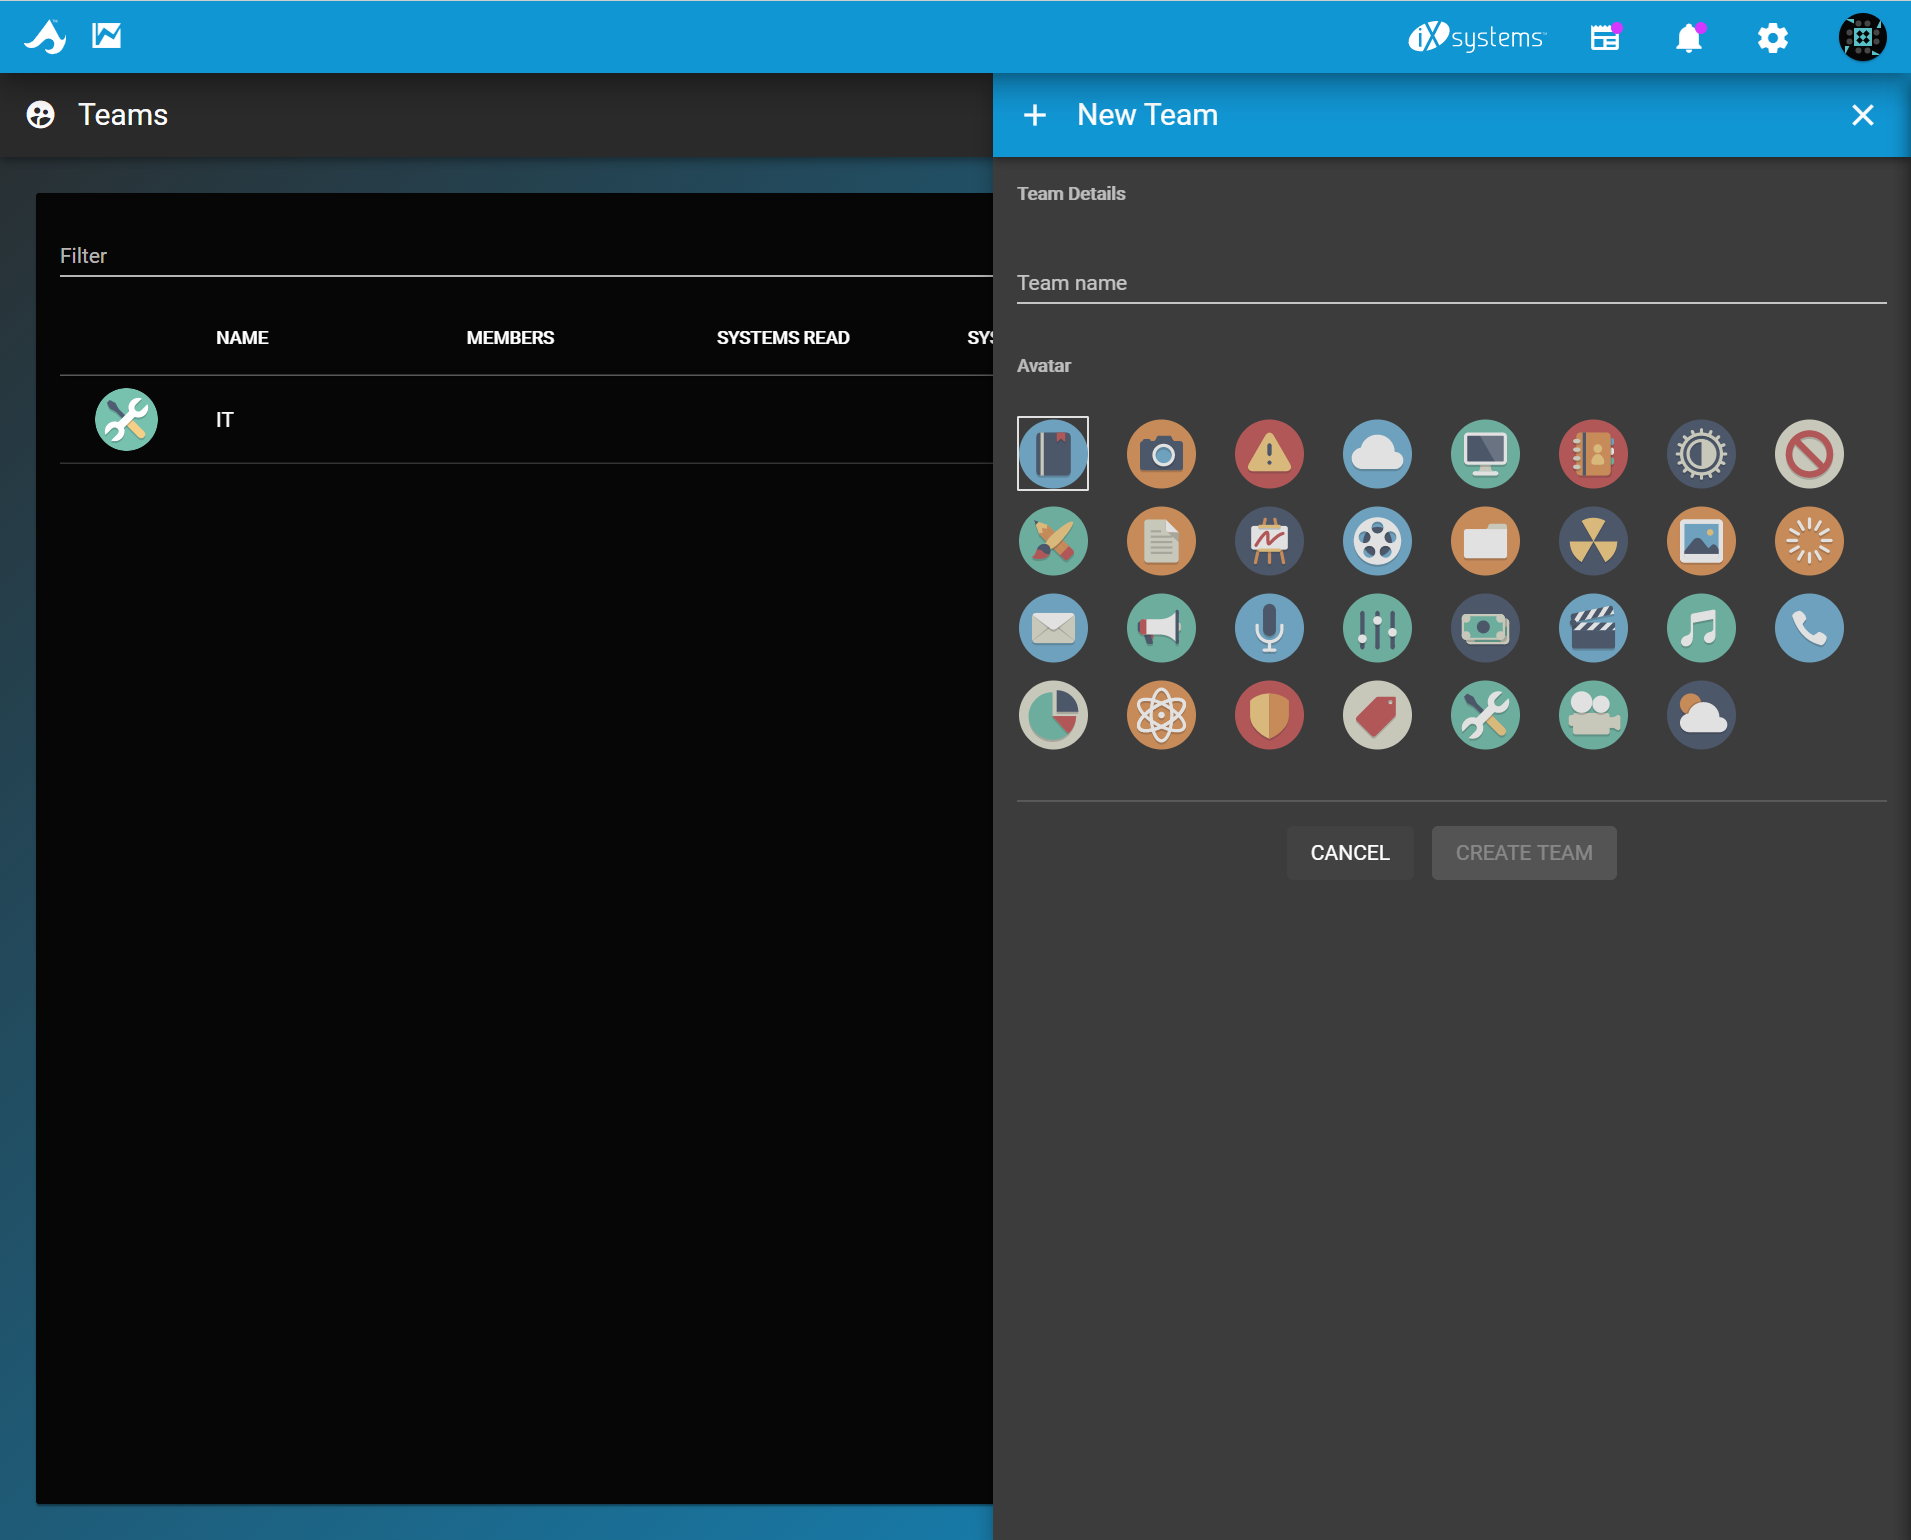 iXsystems
Teams
New Team
Team Details
Filter
Team name
NAME MEMBERS SYSTEMS READ SYS
Avatar
IT
CANCEL CREATE TEAM